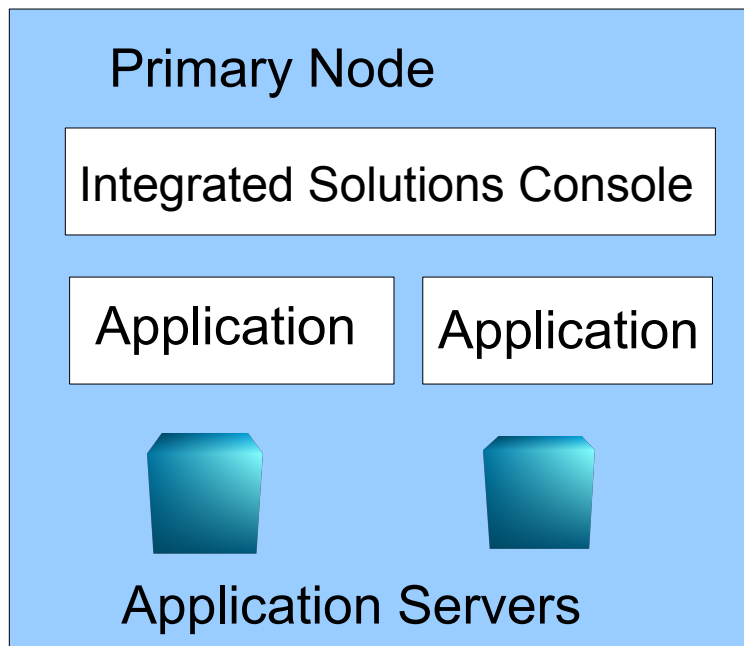 Primary Node
Integrated Solutions Console
Application
Application
Application Servers